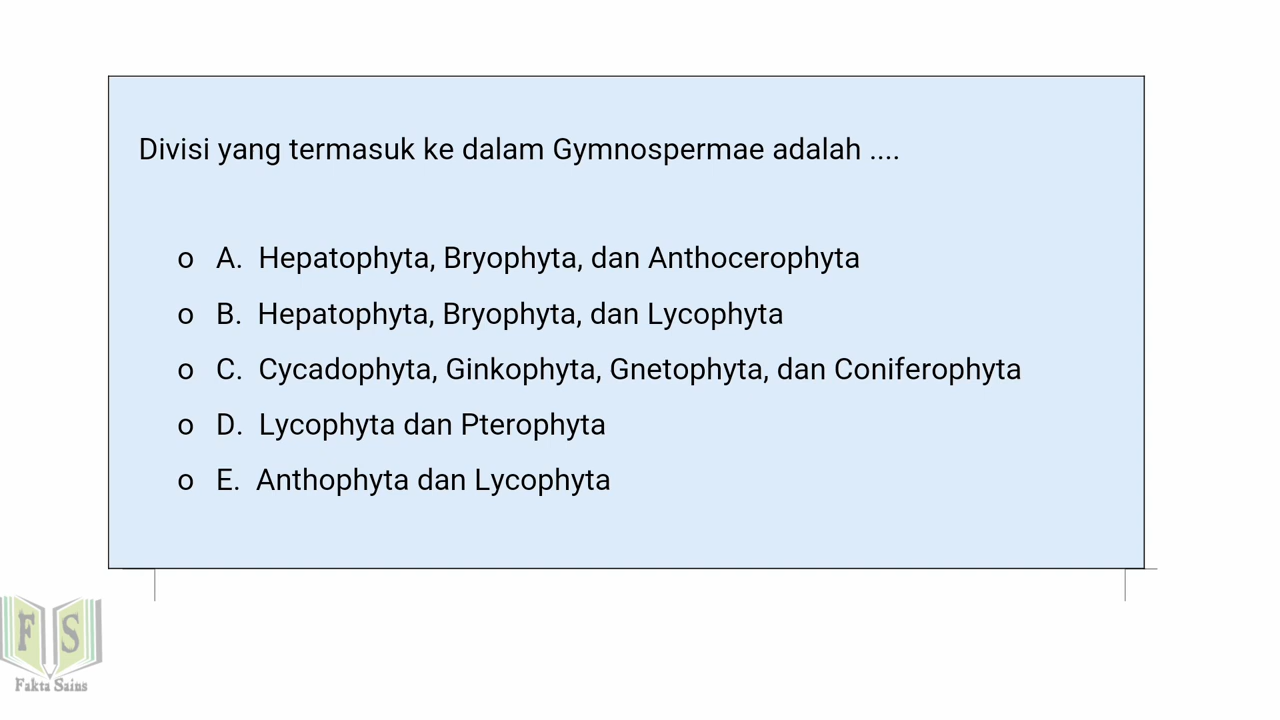 Divisi yang termasuk ke dalam Gymnospermae adalah ....
o A. Hepatophyta, Bryophyta, dan Anthocerophyta
o B. Hepatophyta, Bryophyta, dan Lycophyta
o C. Cycadophyta, Ginkophyta, Gnetophyta, dan Coniferophyta
o D. Lycophyta dan Pterophyta
o E. Anthophyta dan Lycophyta
F S
Fakta Sains